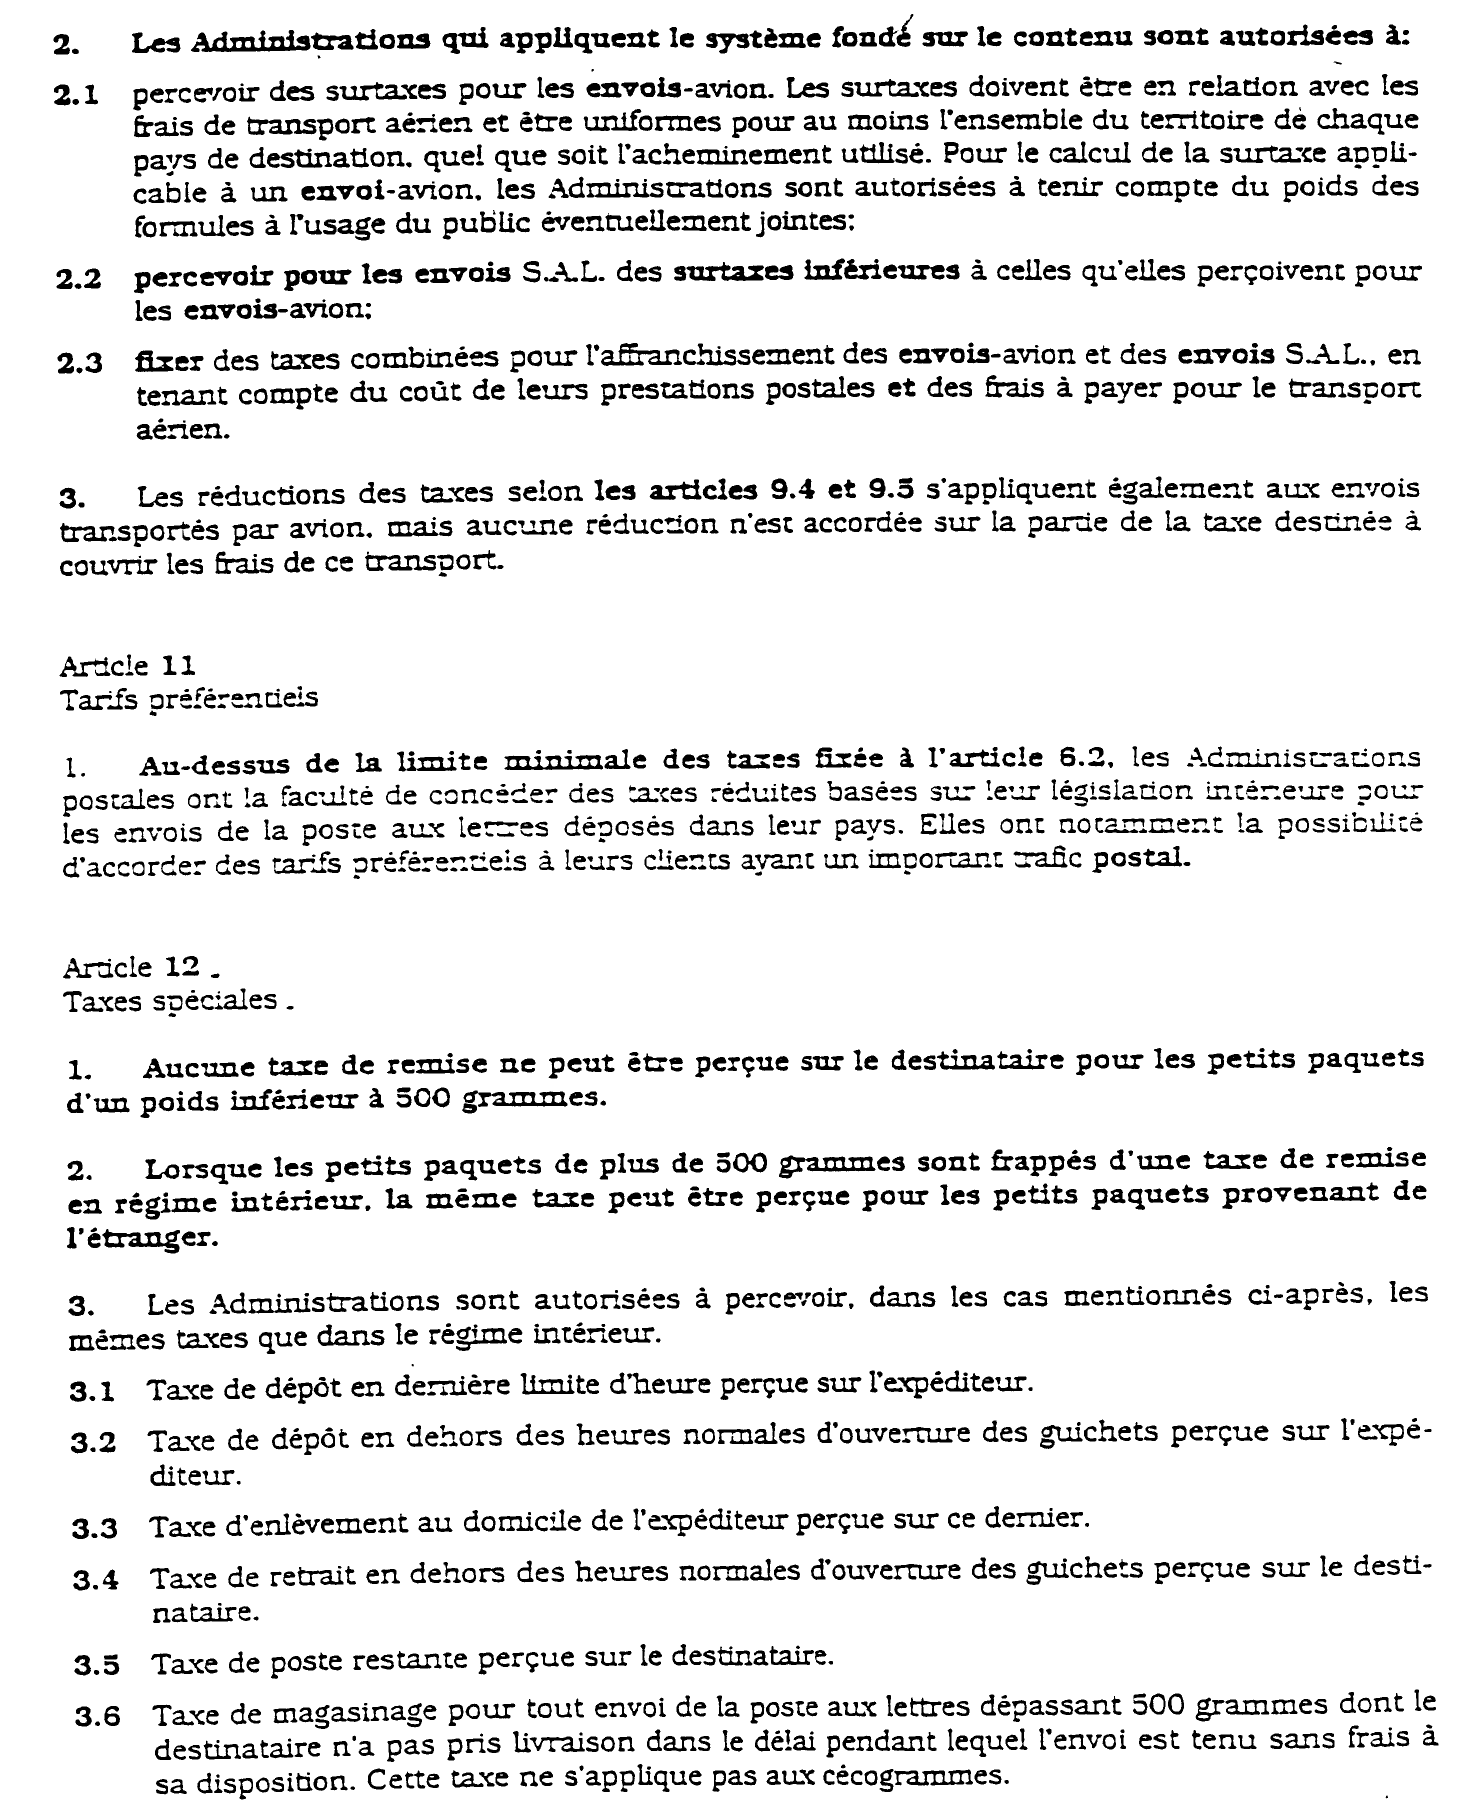 2. Les Administrations qui appliquent le système fondé sur le contenu sont autorisées à:
2.1 percevoir des surtaxes pour les envois-avion. Les surtaxes doivent être en relation avec les
frais de transport aérien et être uniformes pour au moins l'ensemble du territoire de chaque
pays de destination, quel que soit l'acheminement utilisé. Pour le calcul de la surtaxe appli-
cable à un envoi-avion, les Administrations sont autorisées à tenir compte du poids des
formules à l'usage du public éventuellement jointes;
2.2 percevoir pour les envois S.A.L. des surtaxes inférieures à celles qu'elles perçoivent pour
les envois-avion;
2.3 fixer des taxes combinées pour l'affranchissement des envois-avion et des envois S.A.L., en
tenant compte du coût de leurs prestations postales et des frais à payer pour le transport
aérien.
3. Les réductions des taxes selon les articles 9.4 et 9.5 s'appliquent également aux envois
transportés par avion, mais aucune réduction n'est accordée sur la partie de la taxe destinée à
couvrir les frais de ce transport.
Article 11
Tarifs préférentiels
1. Au-dessus de la limite minimale des taxes fixée à l'article 6.2, les Administrations
postales ont la faculté de concéder des taxes réduites basées sur leur législation intérieure pour
les envois de la poste aux lettres déposés dans leur pays. Elles ont notamment la possibilité
d'accorder des tarifs préférentiels à leurs clients ayant un important trafic postal.
Article 12
Taxes spéciales
1. Aucune taxe de remise ne peut être perçue sur le destinataire pour les petits paquets
d'un poids inférieur à 500 grammes.
2. Lorsque les petits paquets de plus de 500 grammes sont frappés d'une taxe de remise
en régime intérieur, la même taxe peut être perçue pour les petits paquets provenant de
l'étranger.
3. Les Administrations sont autorisées à percevoir, dans les cas mentionnés ci-après, les
mêmes taxes que dans le régime intérieur.
3.1 Taxe de dépôt en dernière limite d'heure perçue sur l'expéditeur.
3.2 Taxe de dépôt en dehors des heures normales d'ouverture des guichets perçue sur l'expé-
diteur.
3.3 Taxe d'enlèvement au domicile de l'expéditeur perçue sur ce dernier.
3.4 Taxe de retrait en dehors des heures normales d'ouverture des guichets perçue sur le desti-
nataire.
3.5 Taxe de poste restante perçue sur le destinataire.
3.6 Taxe de magasinage pour tout envoi de la poste aux lettres dépassant 500 grammes dont le
destinataire n'a pas pris livraison dans le délai pendant lequel l'envoi est tenu sans frais à
sa disposition. Cette taxe ne s'applique pas aux cécogrammes.